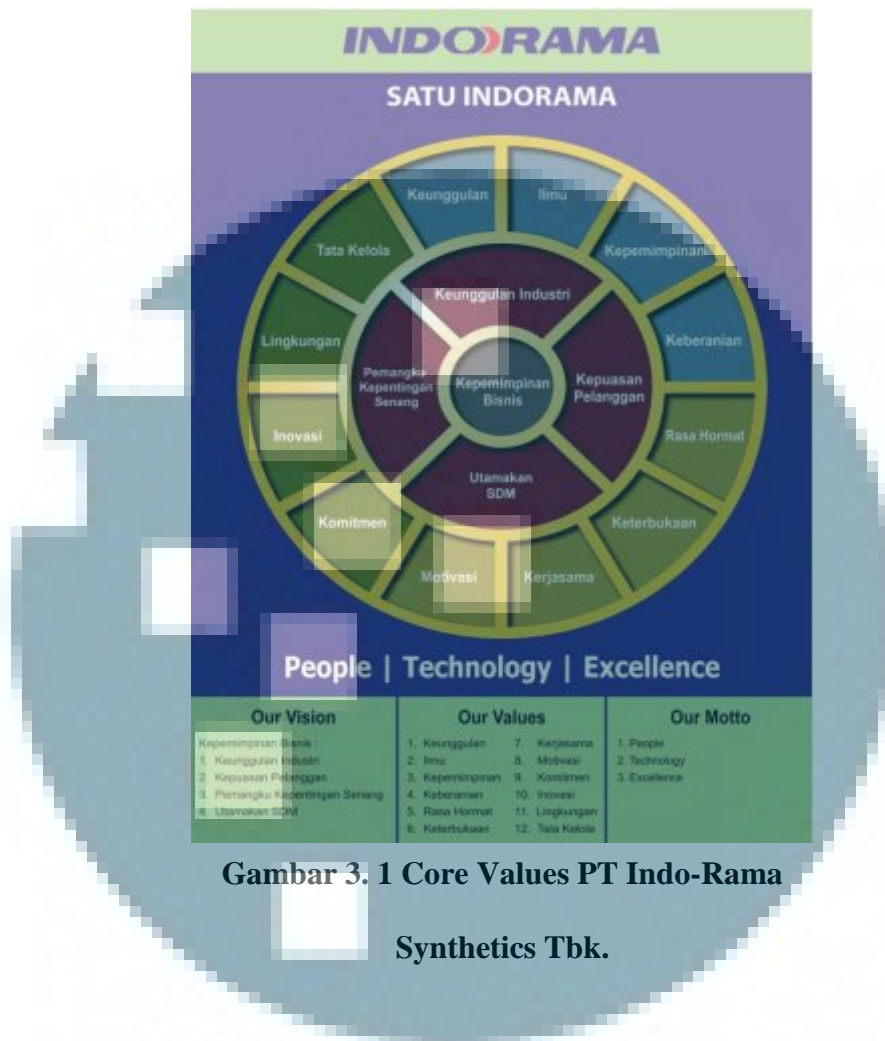 INDORAMA
SATU INDORAMA
Keunggulan
Ilmu
Kepemimpinan
Keberanian
Rasa Hormat
Keterbukaan
Kerjasama
Motivasi
Komitmen
Inovasi
Lingkungan
Tata Kelola
Keunggulan Industri
Kepuasan
Pelanggan
Utamakan
SDM
Pemangku
Kepentingan
Senang
Kepemimpinan
Bisnis
People | Technology | Excellence
Our Vision
Kepemimpinan Bisnis :
1. Keunggulan Industri
2. Kepuasan Pelanggan
3. Pemangku Kepentingan Senang
4. Utamakan SDM
Our Values
1. Keunggulan
2. Ilmu
3. Kepemimpinan
4. Keberanian
5. Rasa Hormat
6. Keterbukaan
7. Kerjasama
8. Motivasi
9. Komitmen
10. Inovasi
11. Lingkungan
12. Tata Kelola
Our Motto
1. People
2. Technology
3. Excellence
Gambar 3. 1 Core Values PT Indo-Rama
Synthetics Tbk.